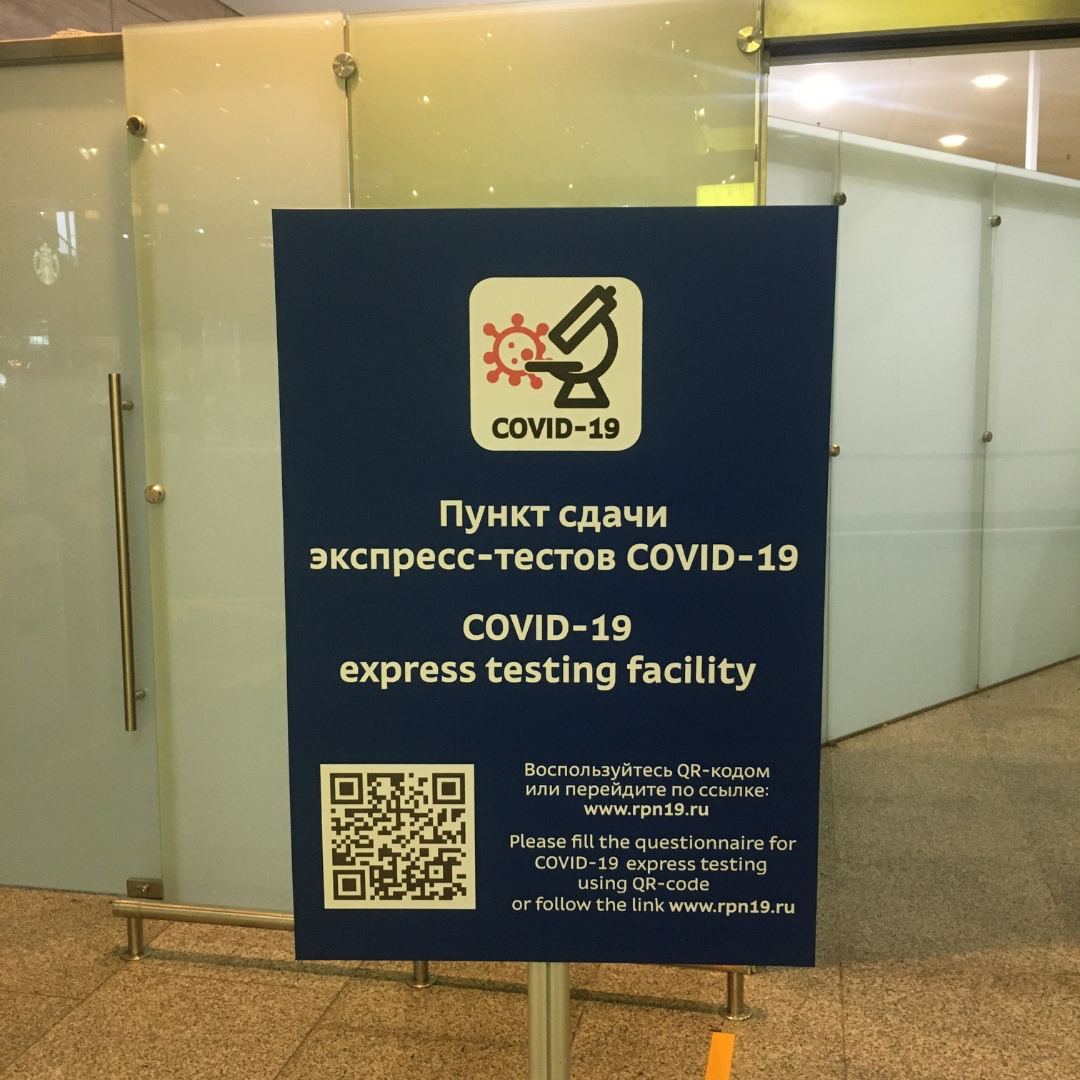 COVID-19
Пункт сдачи
экспресс-тестов COVID-19
COVID-19
express testing facility
Воспользуйтесь QR-кодом
или перейдите по ссылке:
www.rpn19.ru
Please fill the questionnaire for
COVID-19 express testing
using QR-code
or follow the link www.rpn19.ru